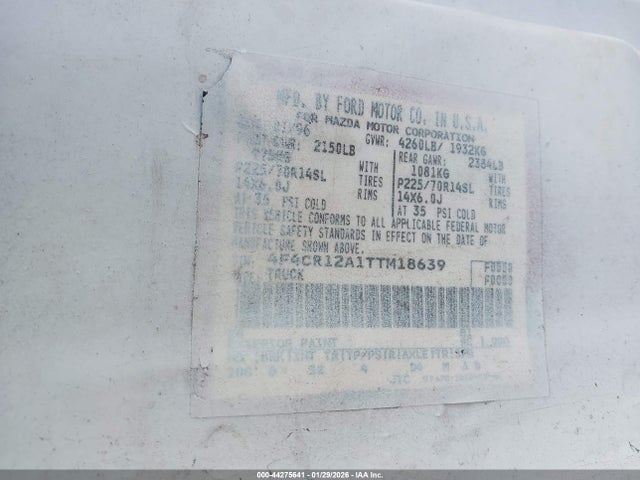 MFD. BY FORD MOTOR CO. IN U.S.A.
FOR MAZDA MOTOR CORPORATION
GVWR: 4260LB/ 1932KG
2150LB REAR GAWR: 2384LB
WITH 1081KG WITH
P225/70R14SL TIRES P225/70R14SL TIRES
14X6.0J RIMS 14X6.0J RIMS
AT 35 PSI COLD AT 35 PSI COLD
THIS VEHICLE CONFORMS TO ALL APPLICABLE FEDERAL MOTOR
VEHICLE SAFETY STANDARDS IN EFFECT ON THE DATE OF
MANUFACTURE SHOWN ABOVE.
4F4CR12A1TTM18639
TRUCK
EXTERIOR PAINT
000-44275641 | 01/29/2026 - IAA Inc.